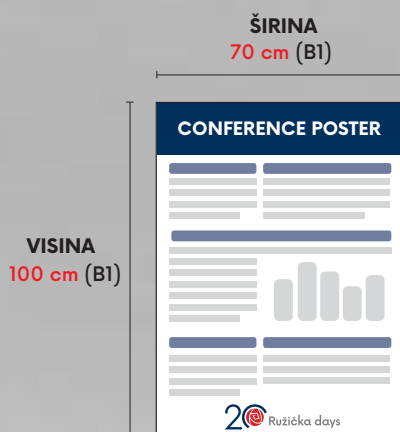 ŠIRINA
70 cm (B1)
CONFERENCE POSTER
VISINA
100 cm (B1)
20 Ružička days